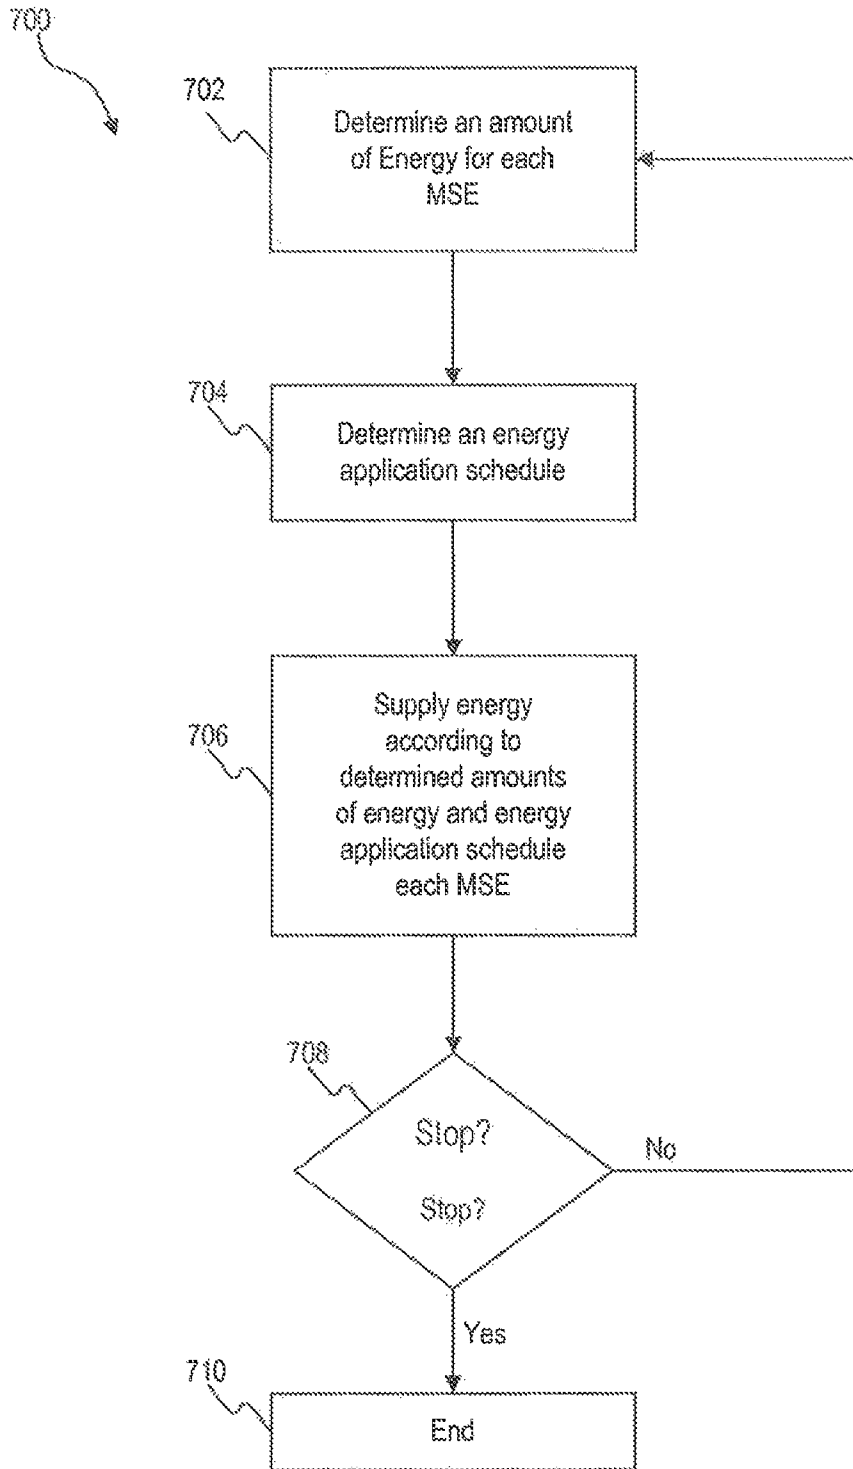 700
702
Determine an amount
of Energy for each
MSE
704
Determine an energy
application schedule
706
Supply energy
according to
determined amounts
of energy and energy
application schedule
each MSE
708
Stop?
Stop?
No
Yes
710
End